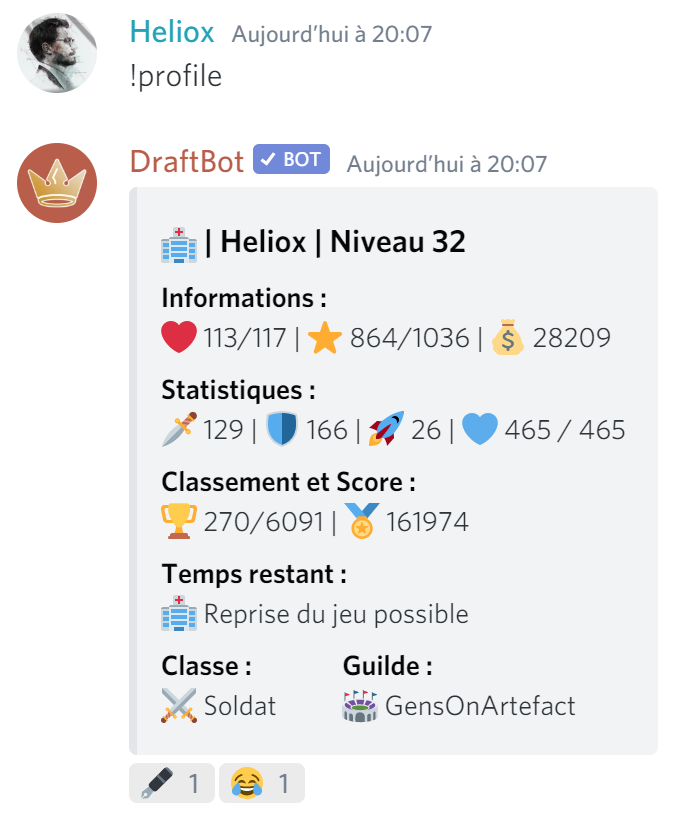 Heliox Aujourd’hui à 20:07
!profile
DraftBot ✓ BOT Aujourd’hui à 20:07
🏥 | Heliox | Niveau 32
Informations :
❤️ 113/117 | ⭐ 864/1036 | 💰 28209
Statistiques :
🗡️ 129 | 🛡️ 166 | 🚀 26 | 💙 465 / 465
Classement et Score :
🏆 270/6091 | 🏅 161974
Temps restant :
🏥 Reprise du jeu possible
Classe : Guilde :
⚔️ Soldat 🏟️ GensOnArtefact
🖋️ 1 😂 1